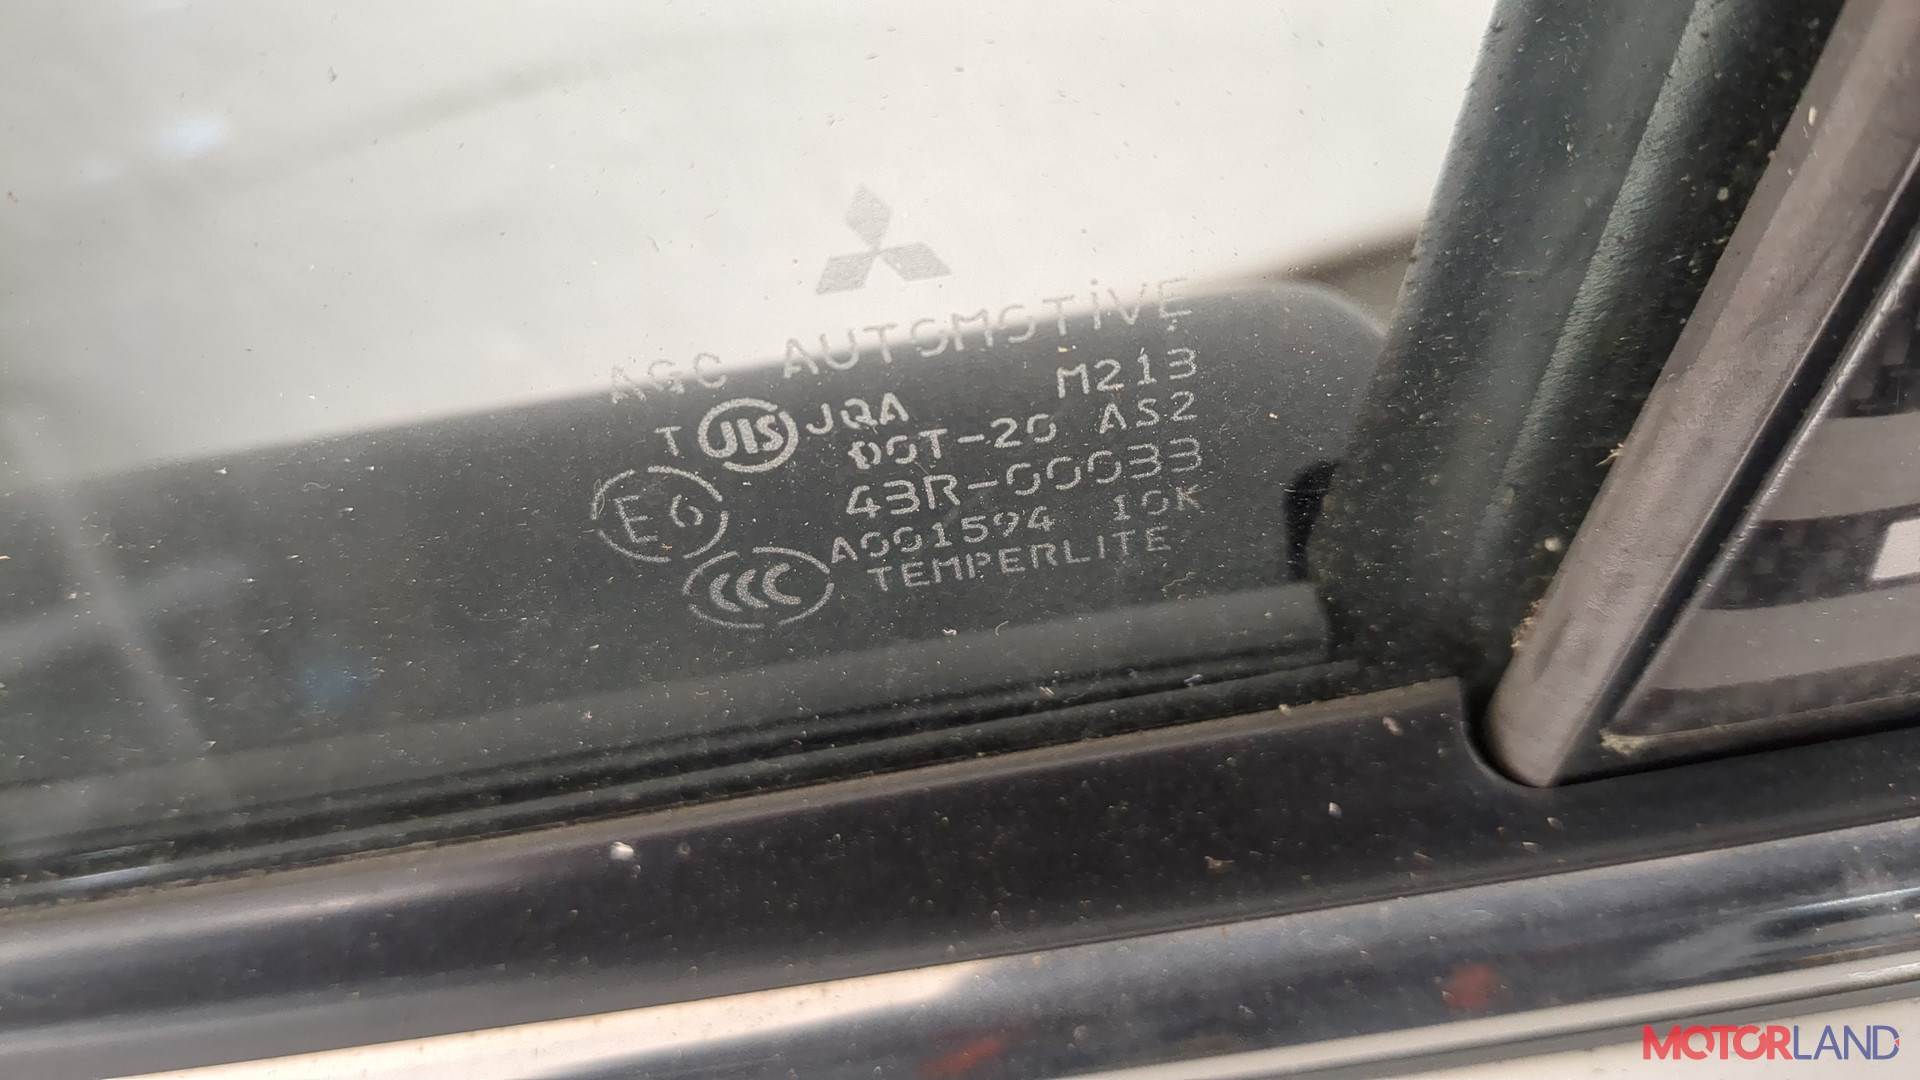 AGC AUTOMOTIVE
M213
T JIS JQA
DOT-20 AS2
E6 43R-00033
A001594 10K
CCC TEMPERLITE
MOTORLAND